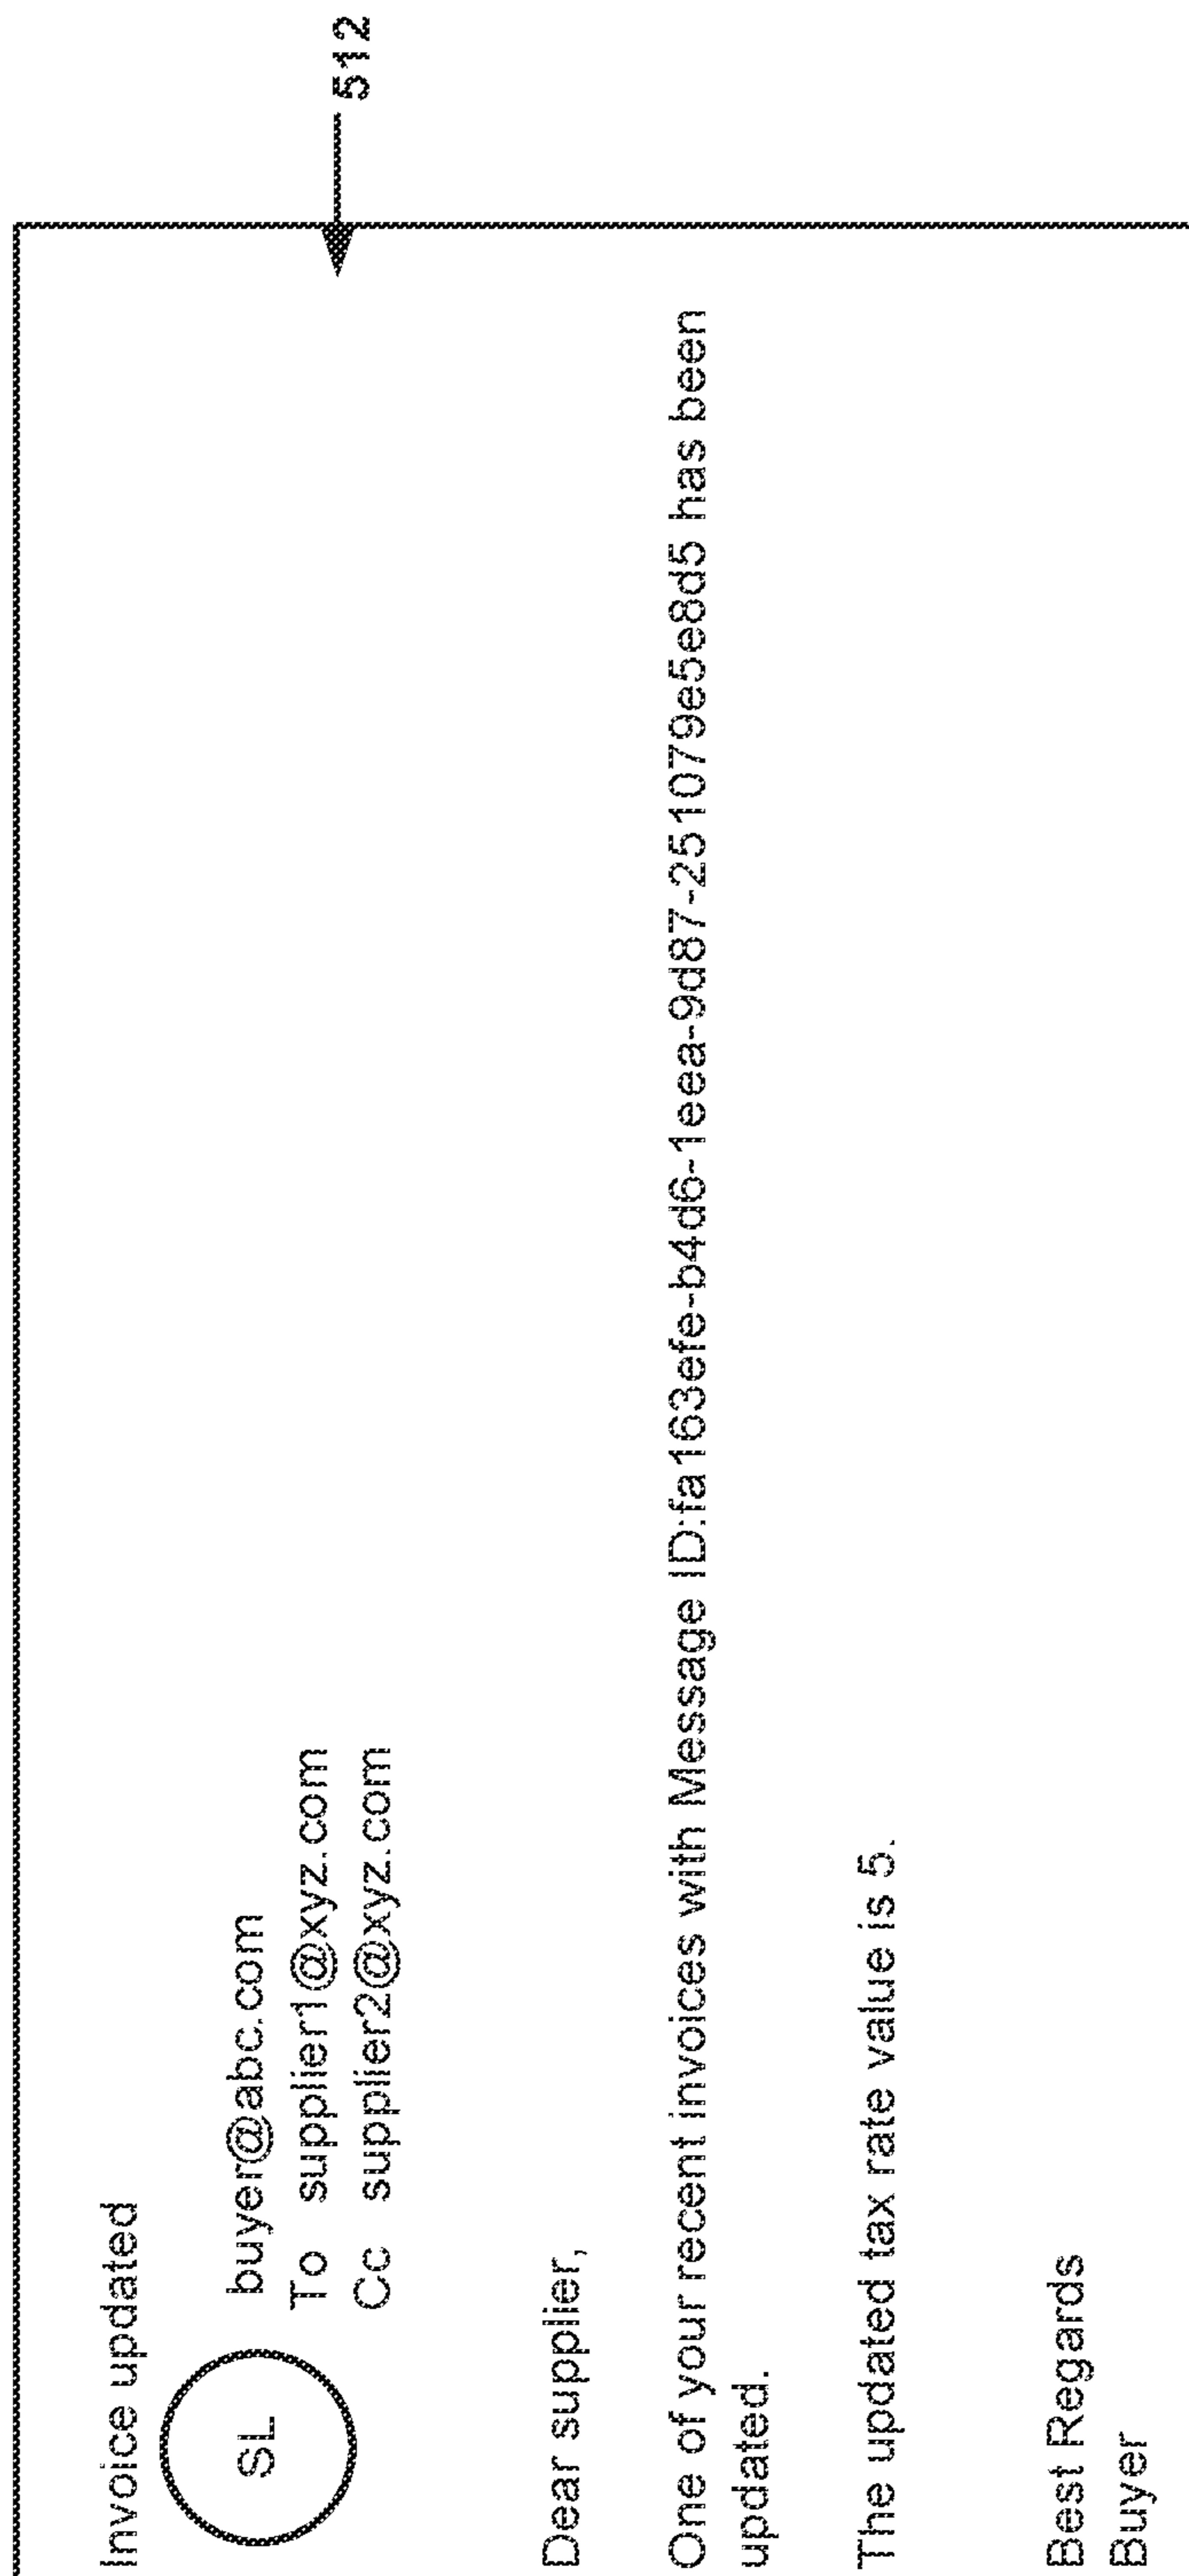 512
Invoice updated
SL
buyer@abc.com
To supplier1@xyz.com
Cc supplier2@xyz.com
Dear supplier,
One of your recent invoices with Message ID:fa163efe-b4d6-1eea-9d87-251079e5e8d5 has been
updated.
The updated tax rate value is 5.
Best Regards
Buyer